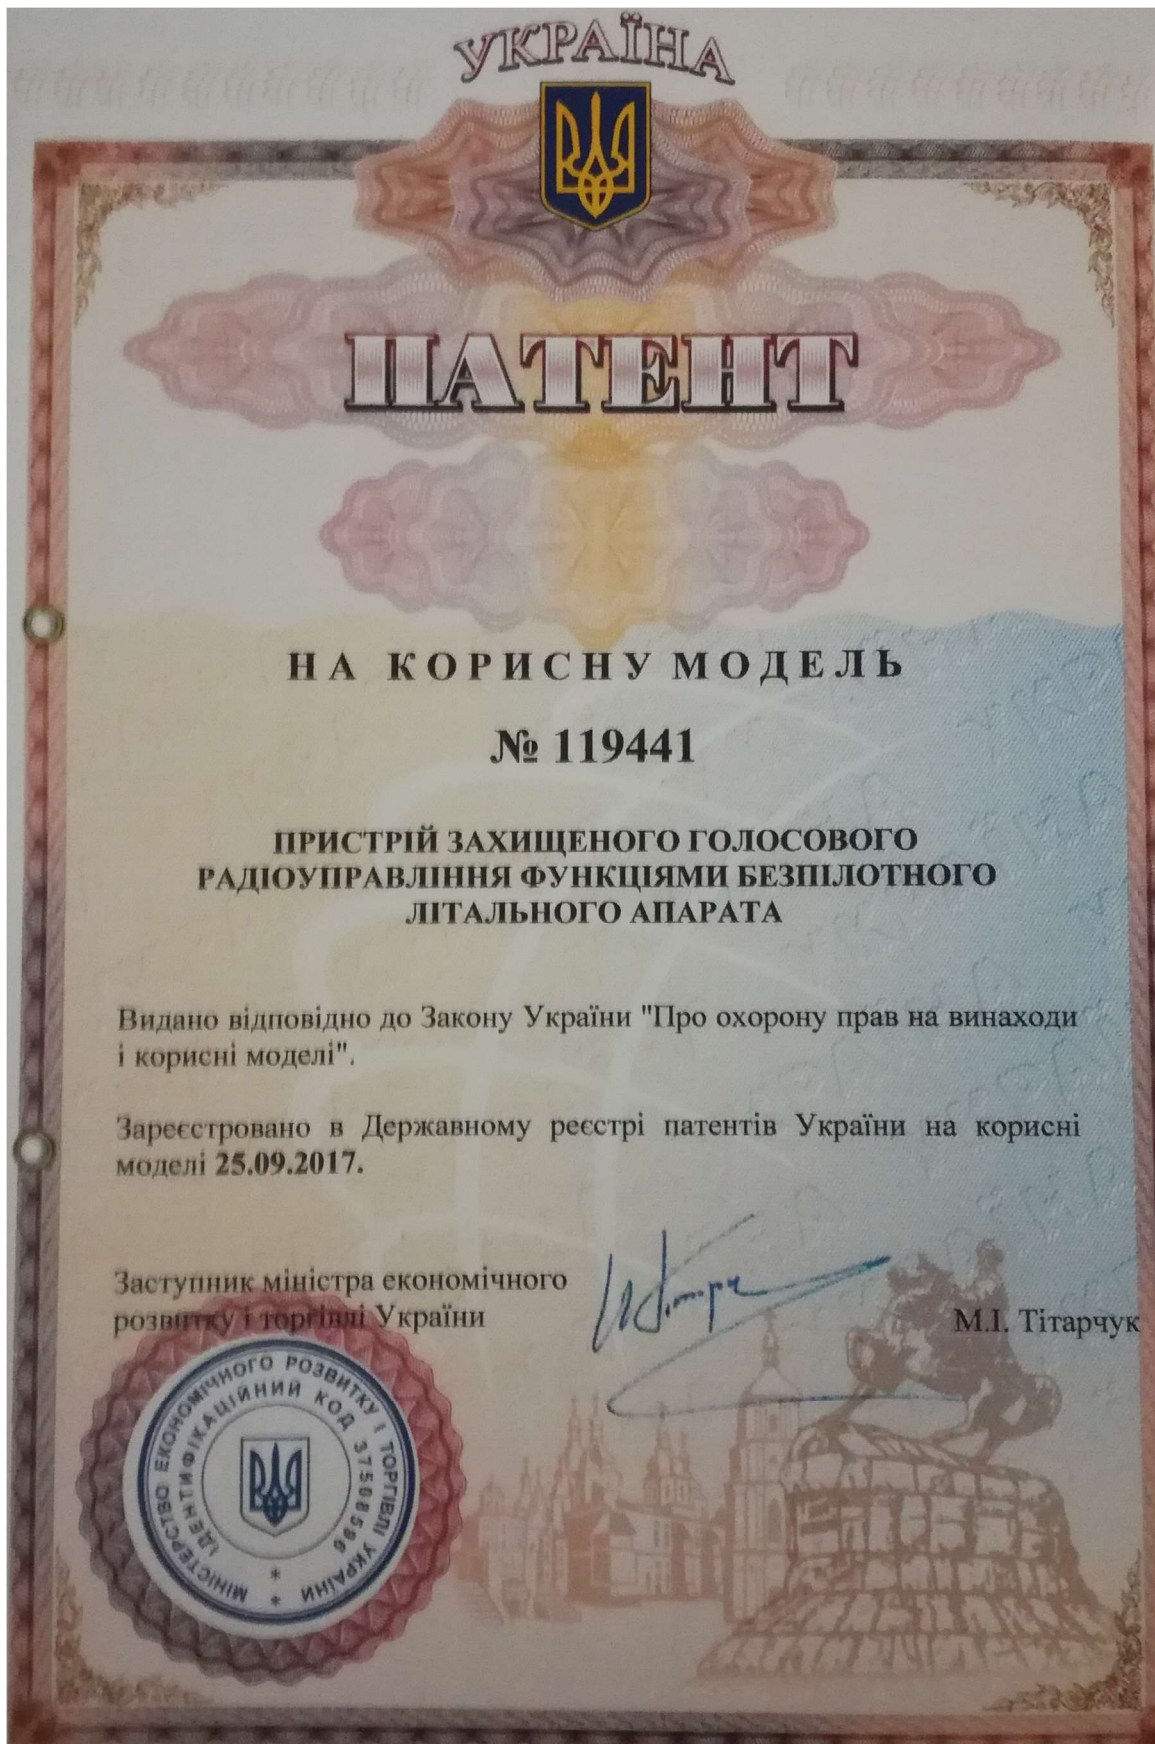 УКРАЇНА
ПАТЕНТ
НА КОРИСНУ МОДЕЛЬ
№ 119441
ПРИСТРІЙ ЗАХИЩЕНОГО ГОЛОСОВОГО
РАДІОУПРАВЛІННЯ ФУНКЦІЯМИ БЕЗПІЛОТНОГО
ЛІТАЛЬНОГО АПАРАТА
Видано відповідно до Закону України "Про охорону прав на винаходи
і корисні моделі".
Зареєстровано в Державному реєстрі патентів України на корисні
моделі 25.09.2017.
Заступник міністра економічного
розвитку і торгівлі України
М.І. Тітарчук
МІНІСТЕРСТВО ЕКОНОМІЧНОГО РОЗВИТКУ І ТОРГІВЛІ УКРАЇНИ *
ІДЕНТИФІКАЦІЙНИЙ КОД 37508596 *